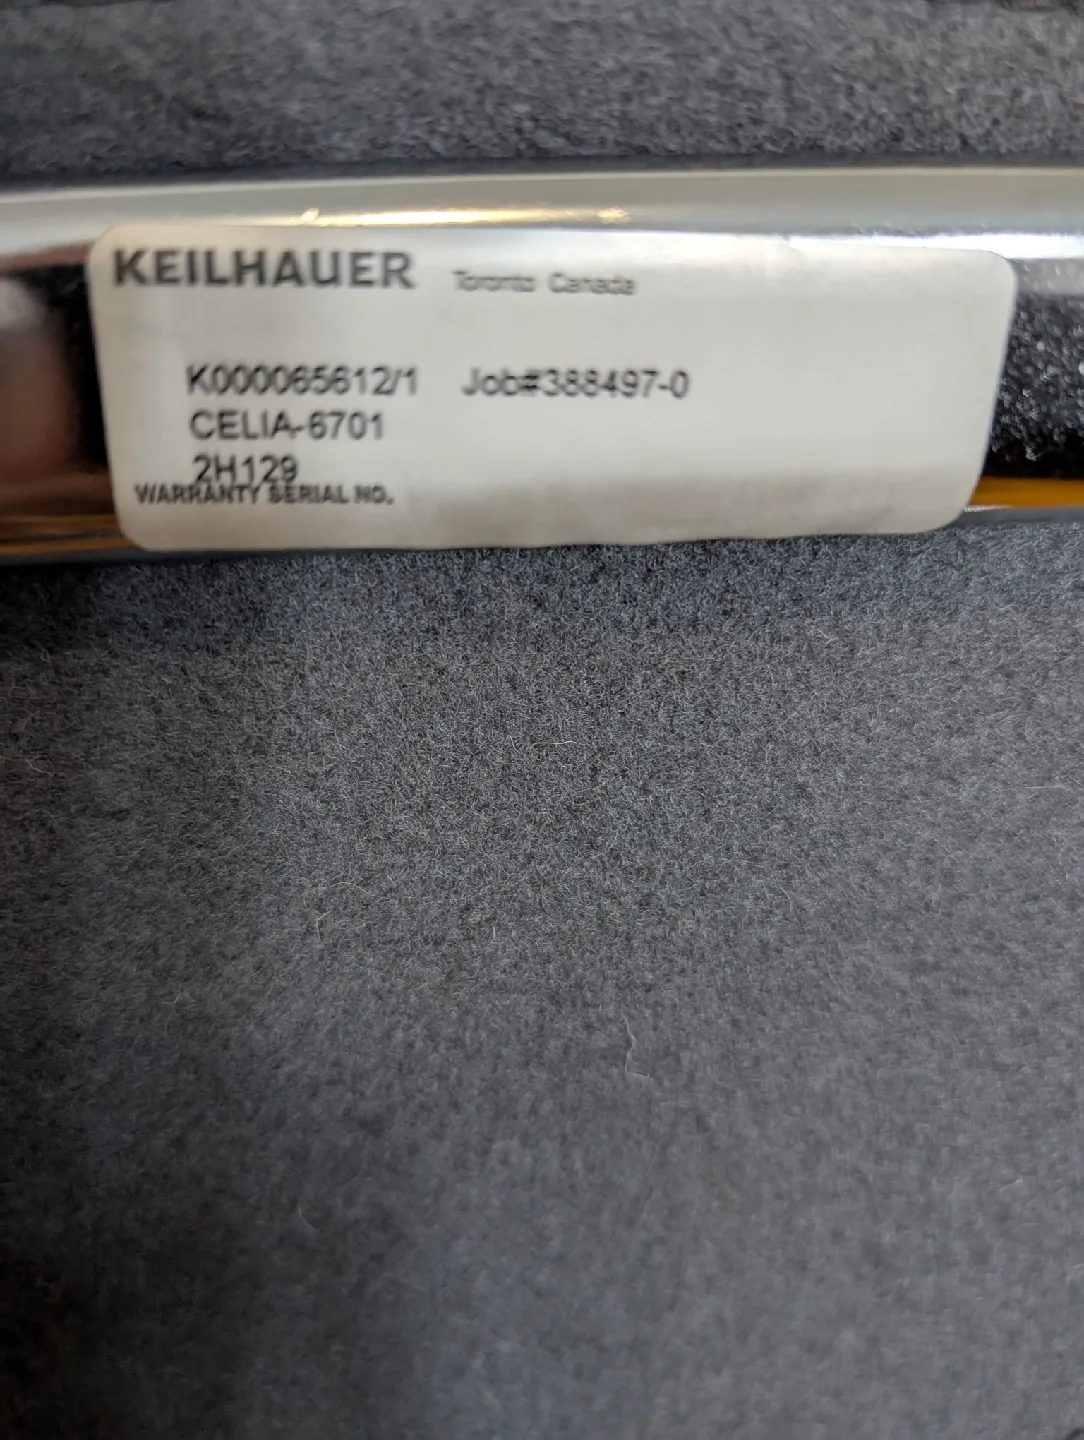 KEILHAUER Toronto Canada
K000065612/1 Job#388497-0
CELIA-6701
2H129
WARRANTY SERIAL NO.